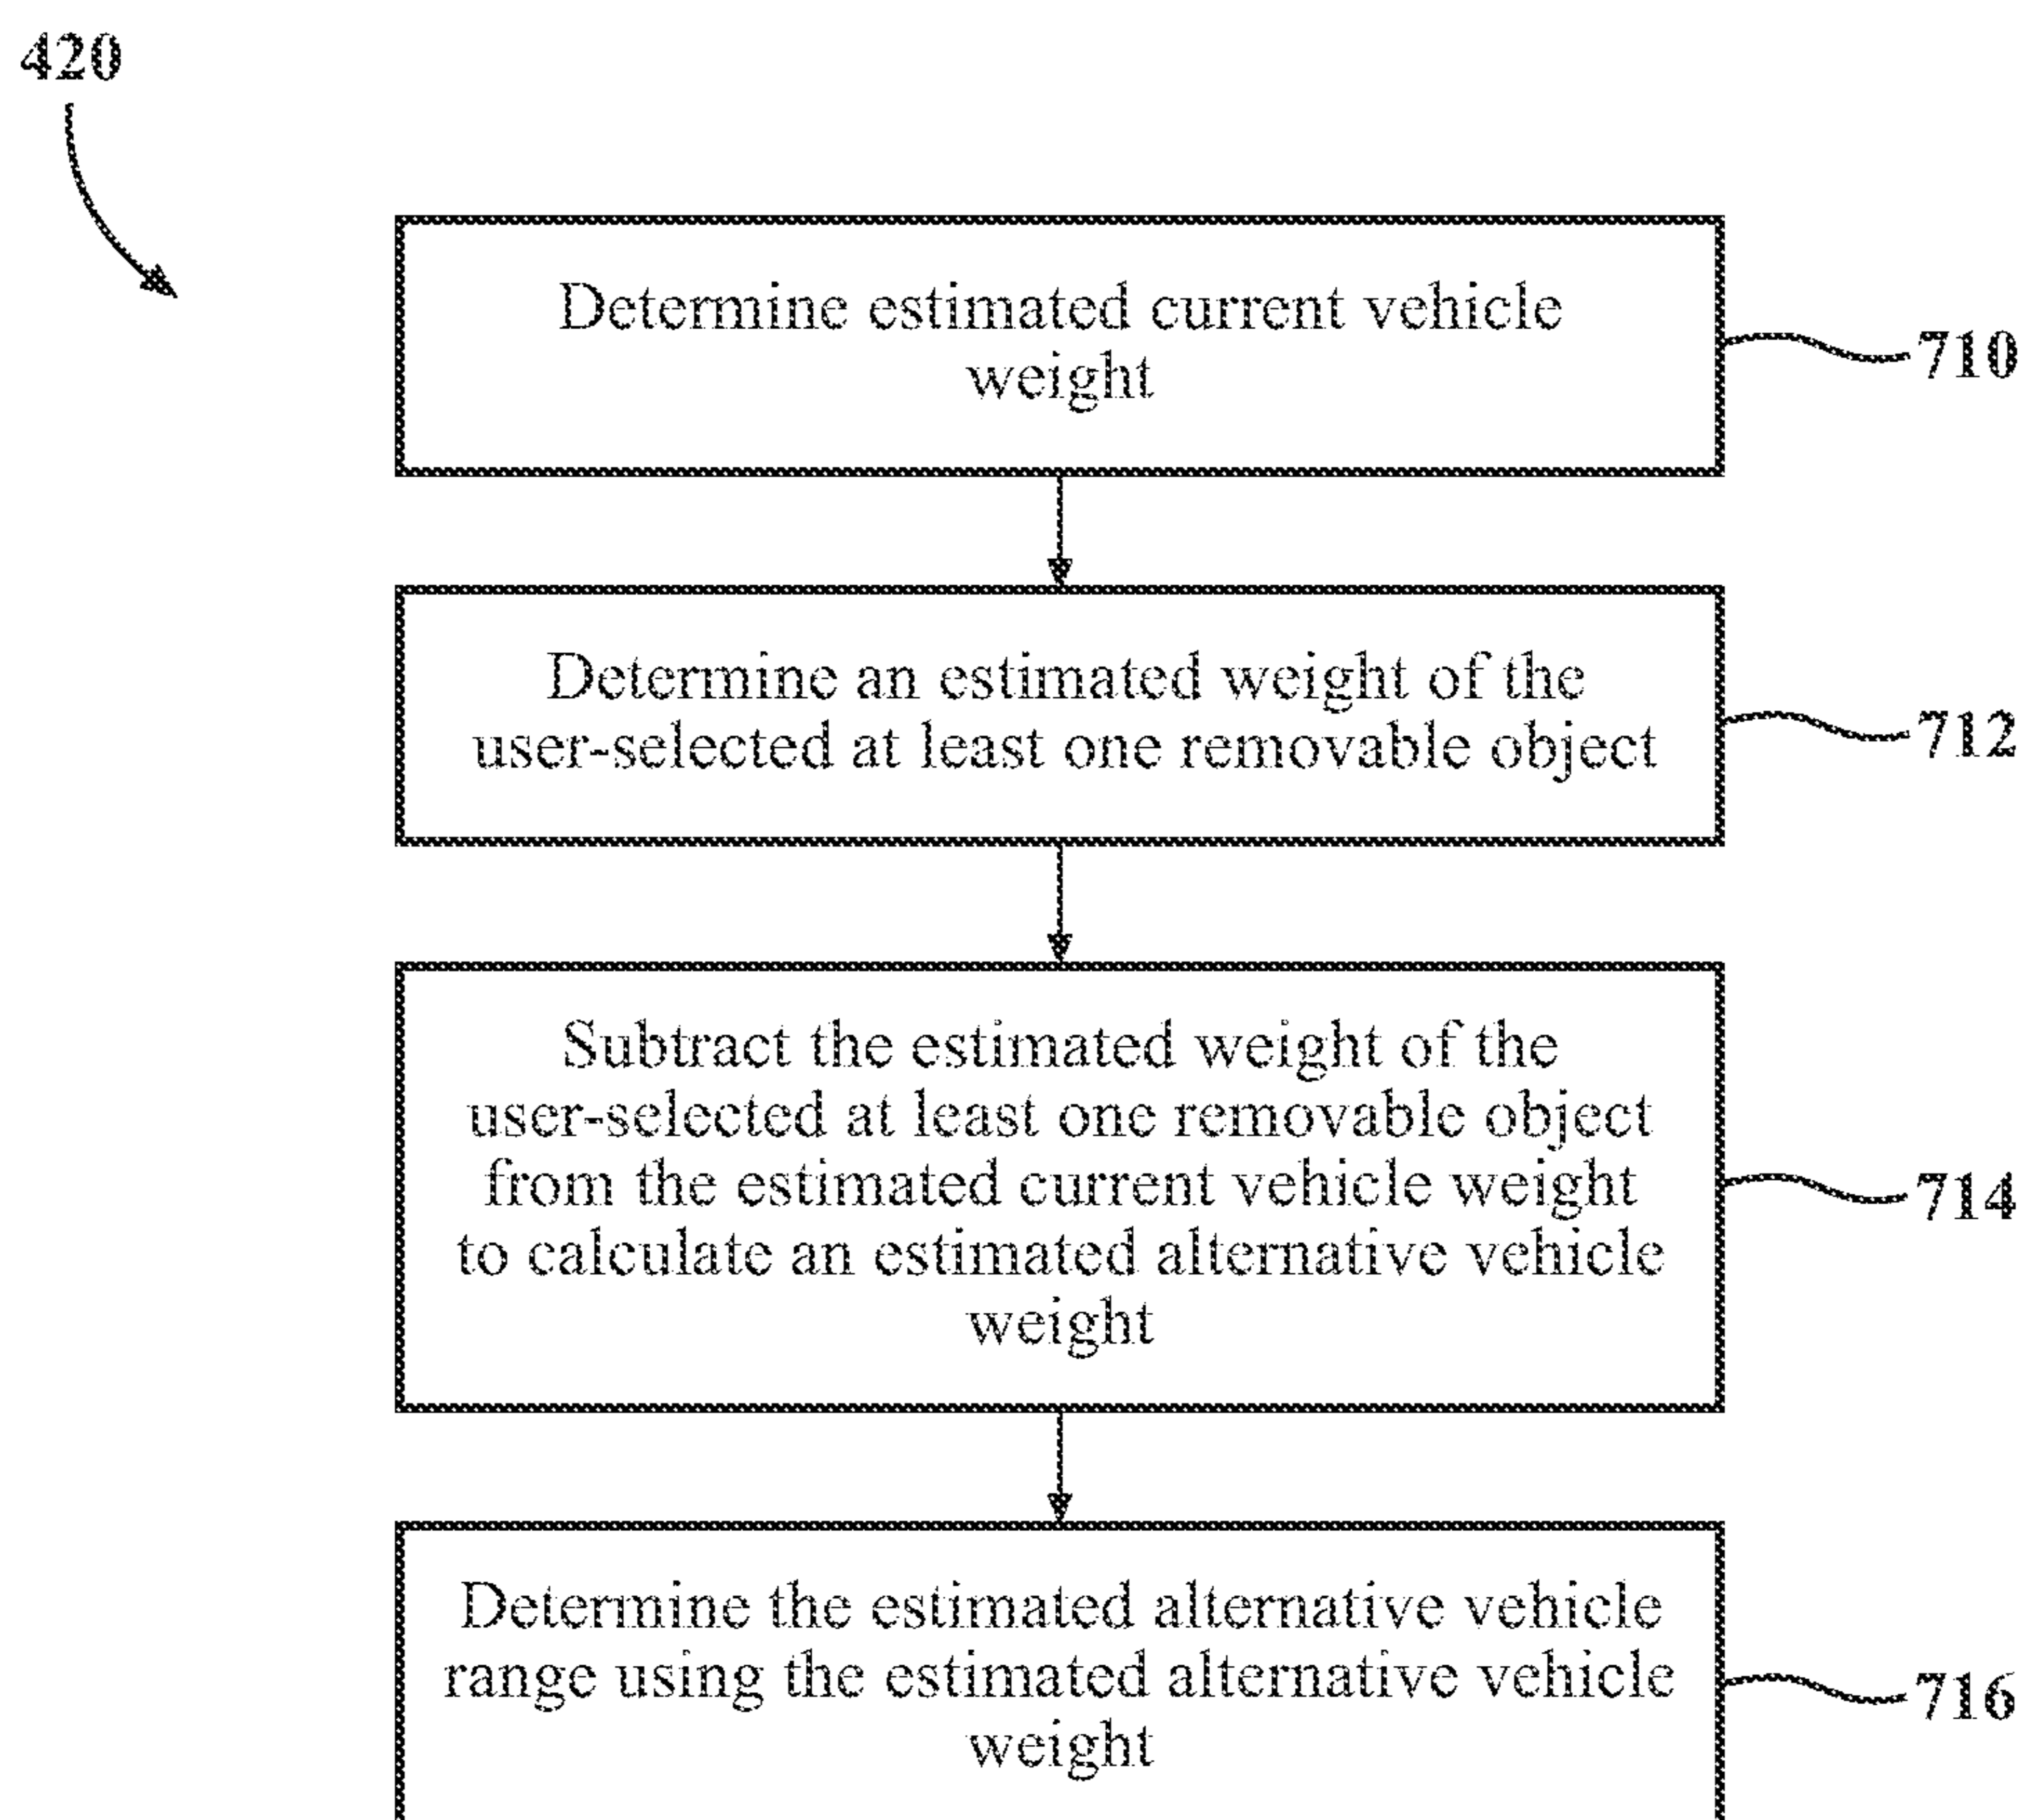 420
Determine estimated current vehicle
weight
710
Determine an estimated weight of the
user-selected at least one removable object
712
Subtract the estimated weight of the
user-selected at least one removable object
from the estimated current vehicle weight
to calculate an estimated alternative vehicle
weight
714
Determine the estimated alternative vehicle
range using the estimated alternative vehicle
weight
716